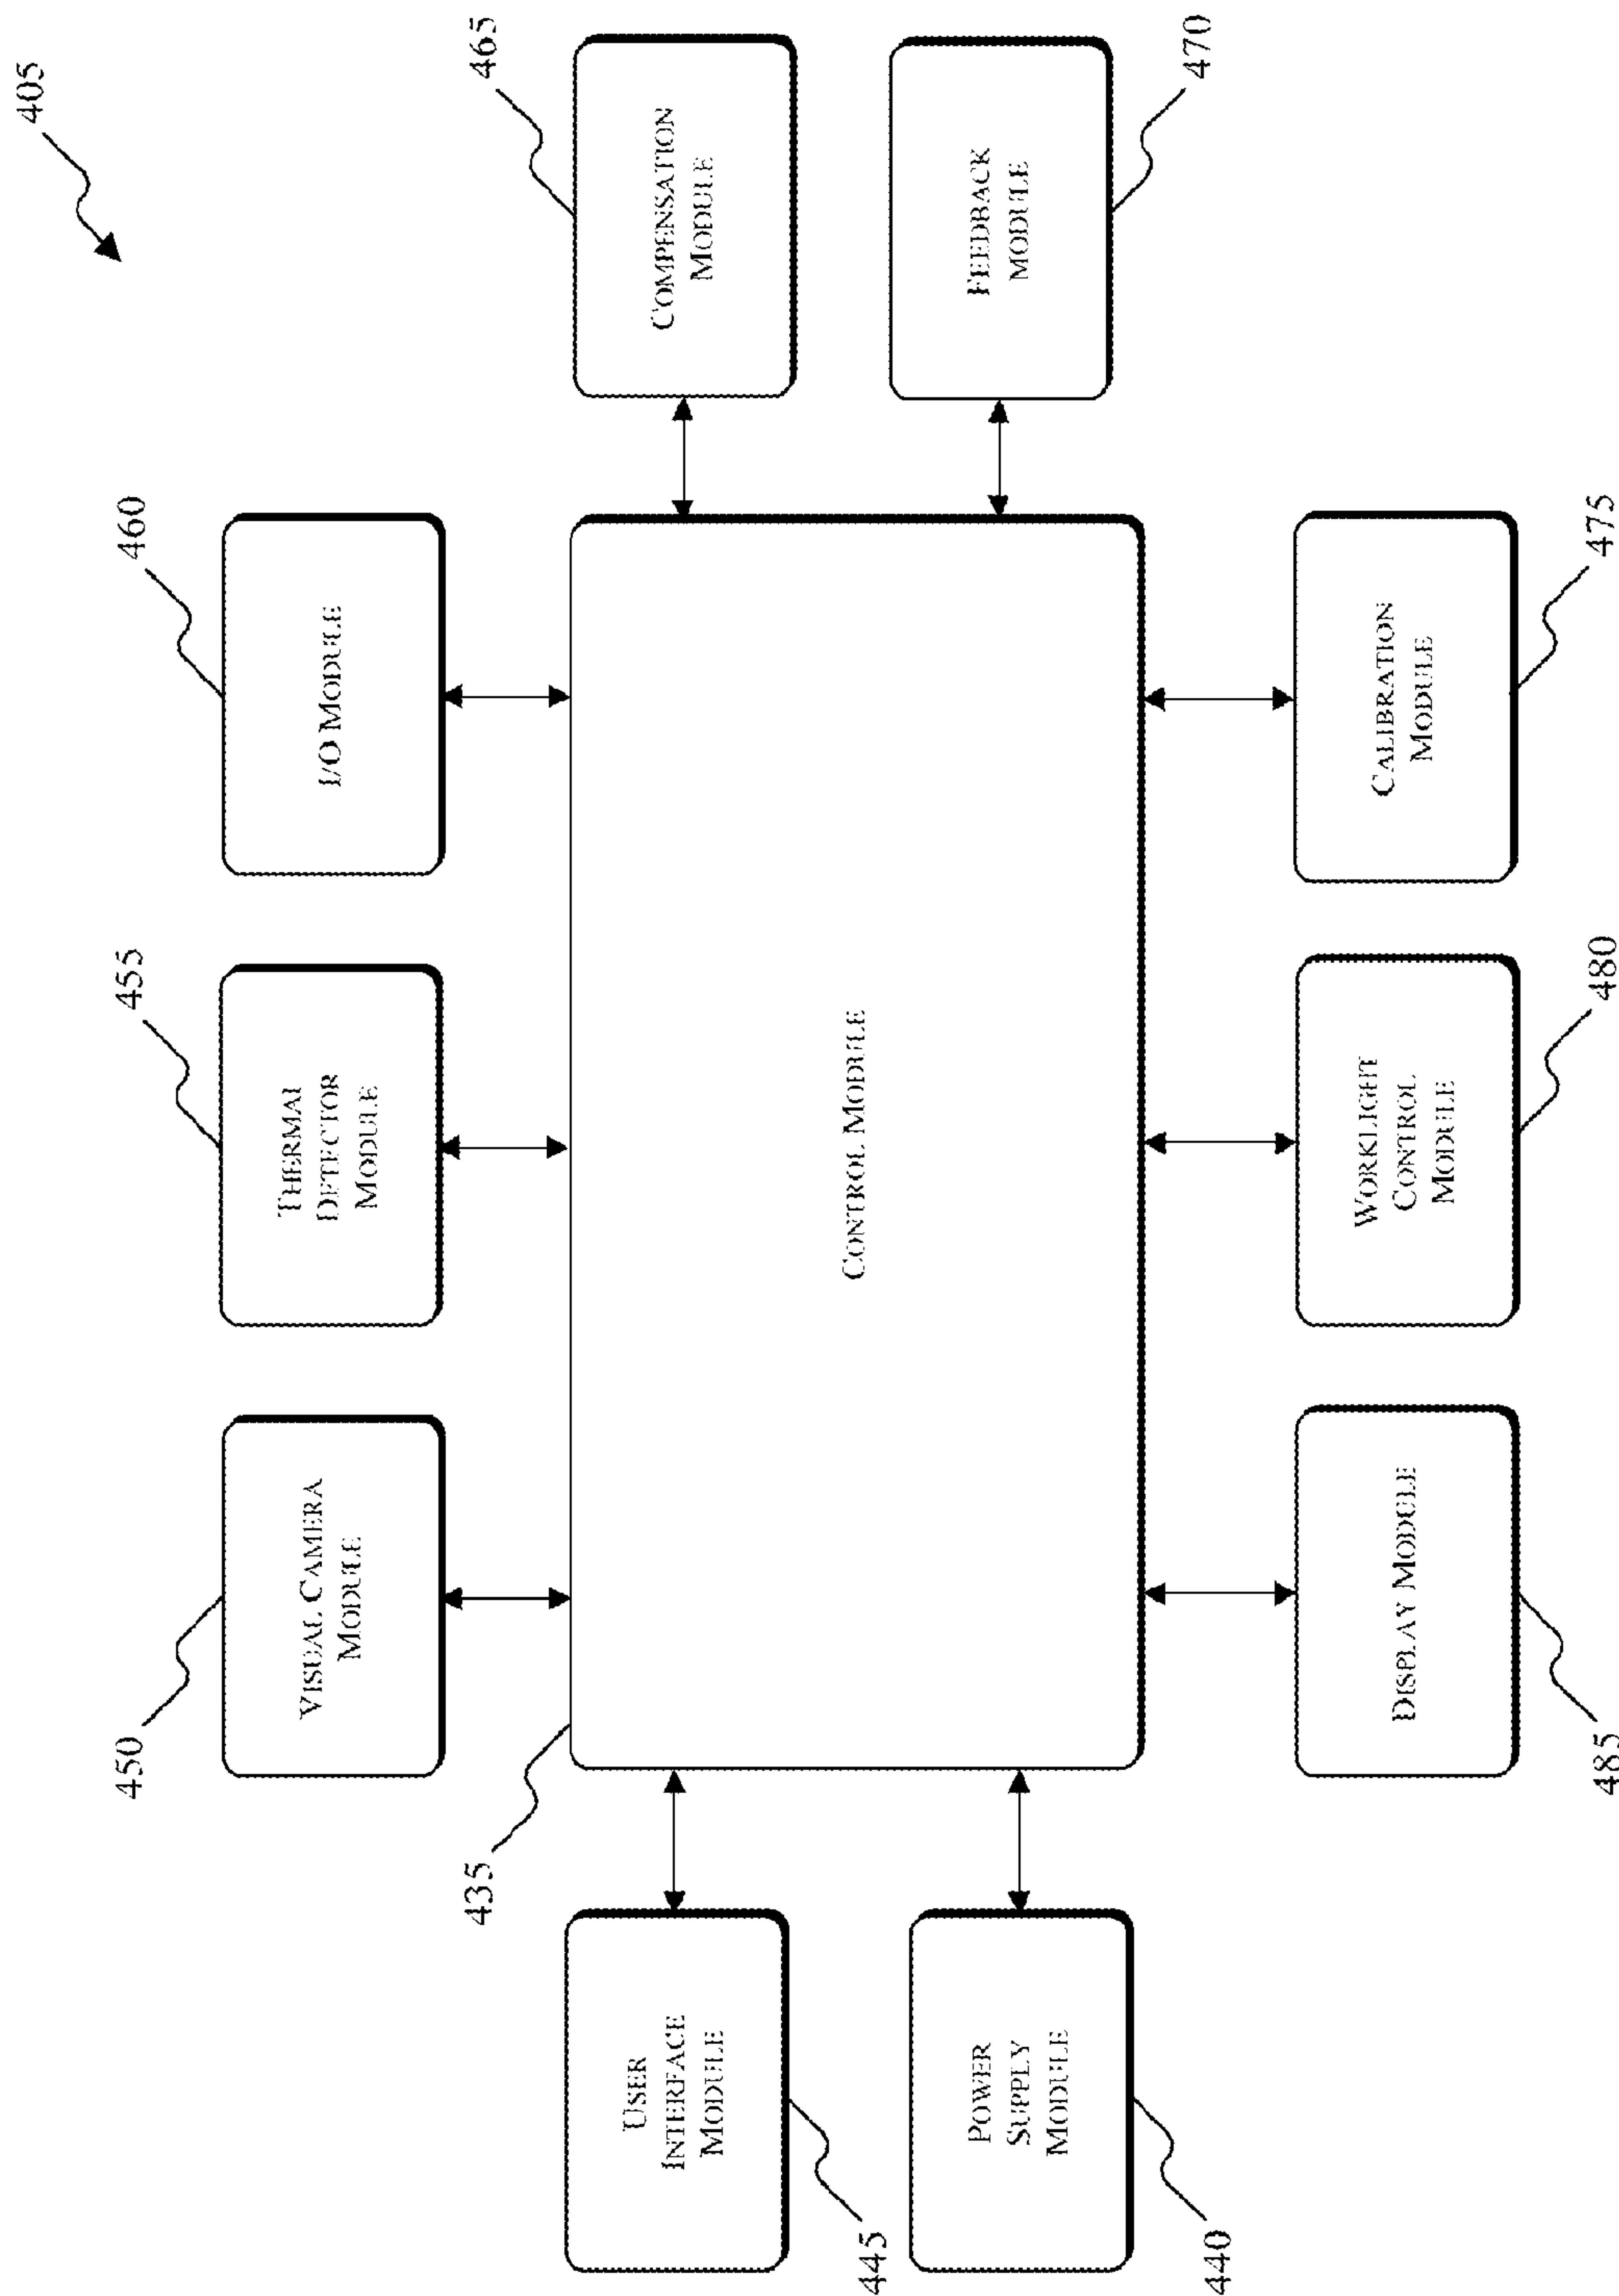 405
450
VISUAL CAMERA
MODULE
455
THERMAL
DETECTOR
MODULE
460
I/O MODULE
465
COMPENSATION
MODULE
435
CONTROL MODULE
445
USER
INTERFACE
MODULE
440
POWER
SUPPLY
MODULE
470
FEEDBACK
MODULE
485
DISPLAY MODULE
480
WORKLIGHT
CONTROL
MODULE
475
CALIBRATION
MODULE